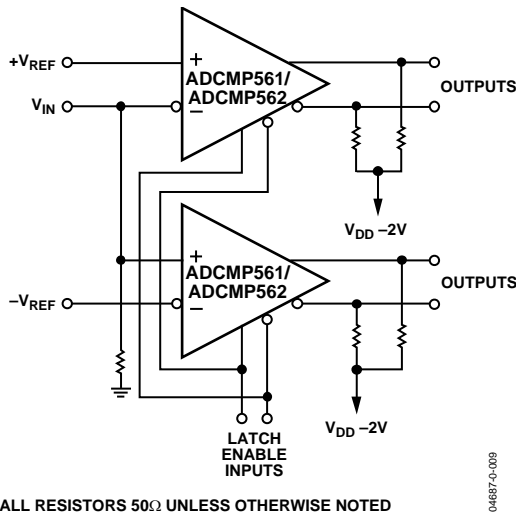 +VREF
+
ADCMP561/
ADCMP562
–
OUTPUTS
VIN
VDD –2V
+
ADCMP561/
ADCMP562
–
OUTPUTS
–VREF
VDD –2V
LATCH
ENABLE
INPUTS
ALL RESISTORS 50Ω UNLESS OTHERWISE NOTED
04687-0-009